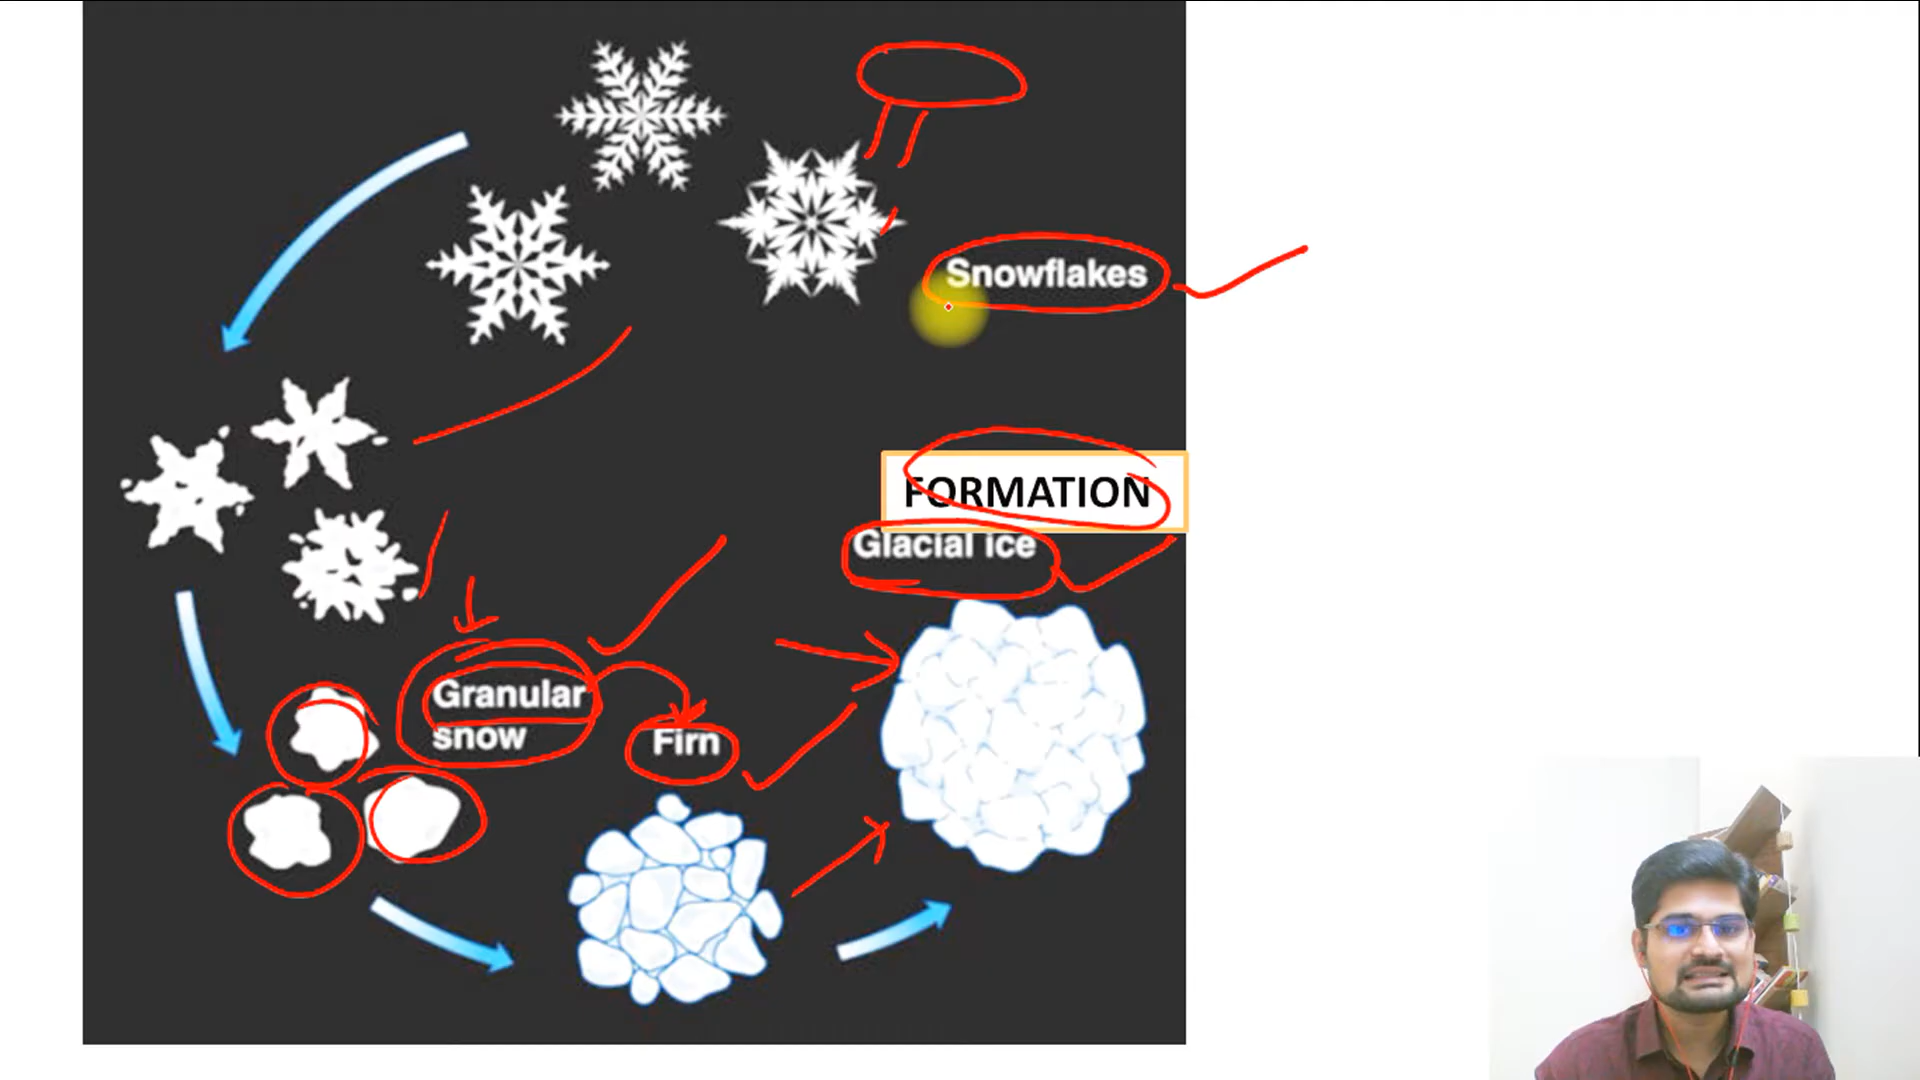 Snowflakes
FORMATION
Glacial ice
Granular
snow
Firn